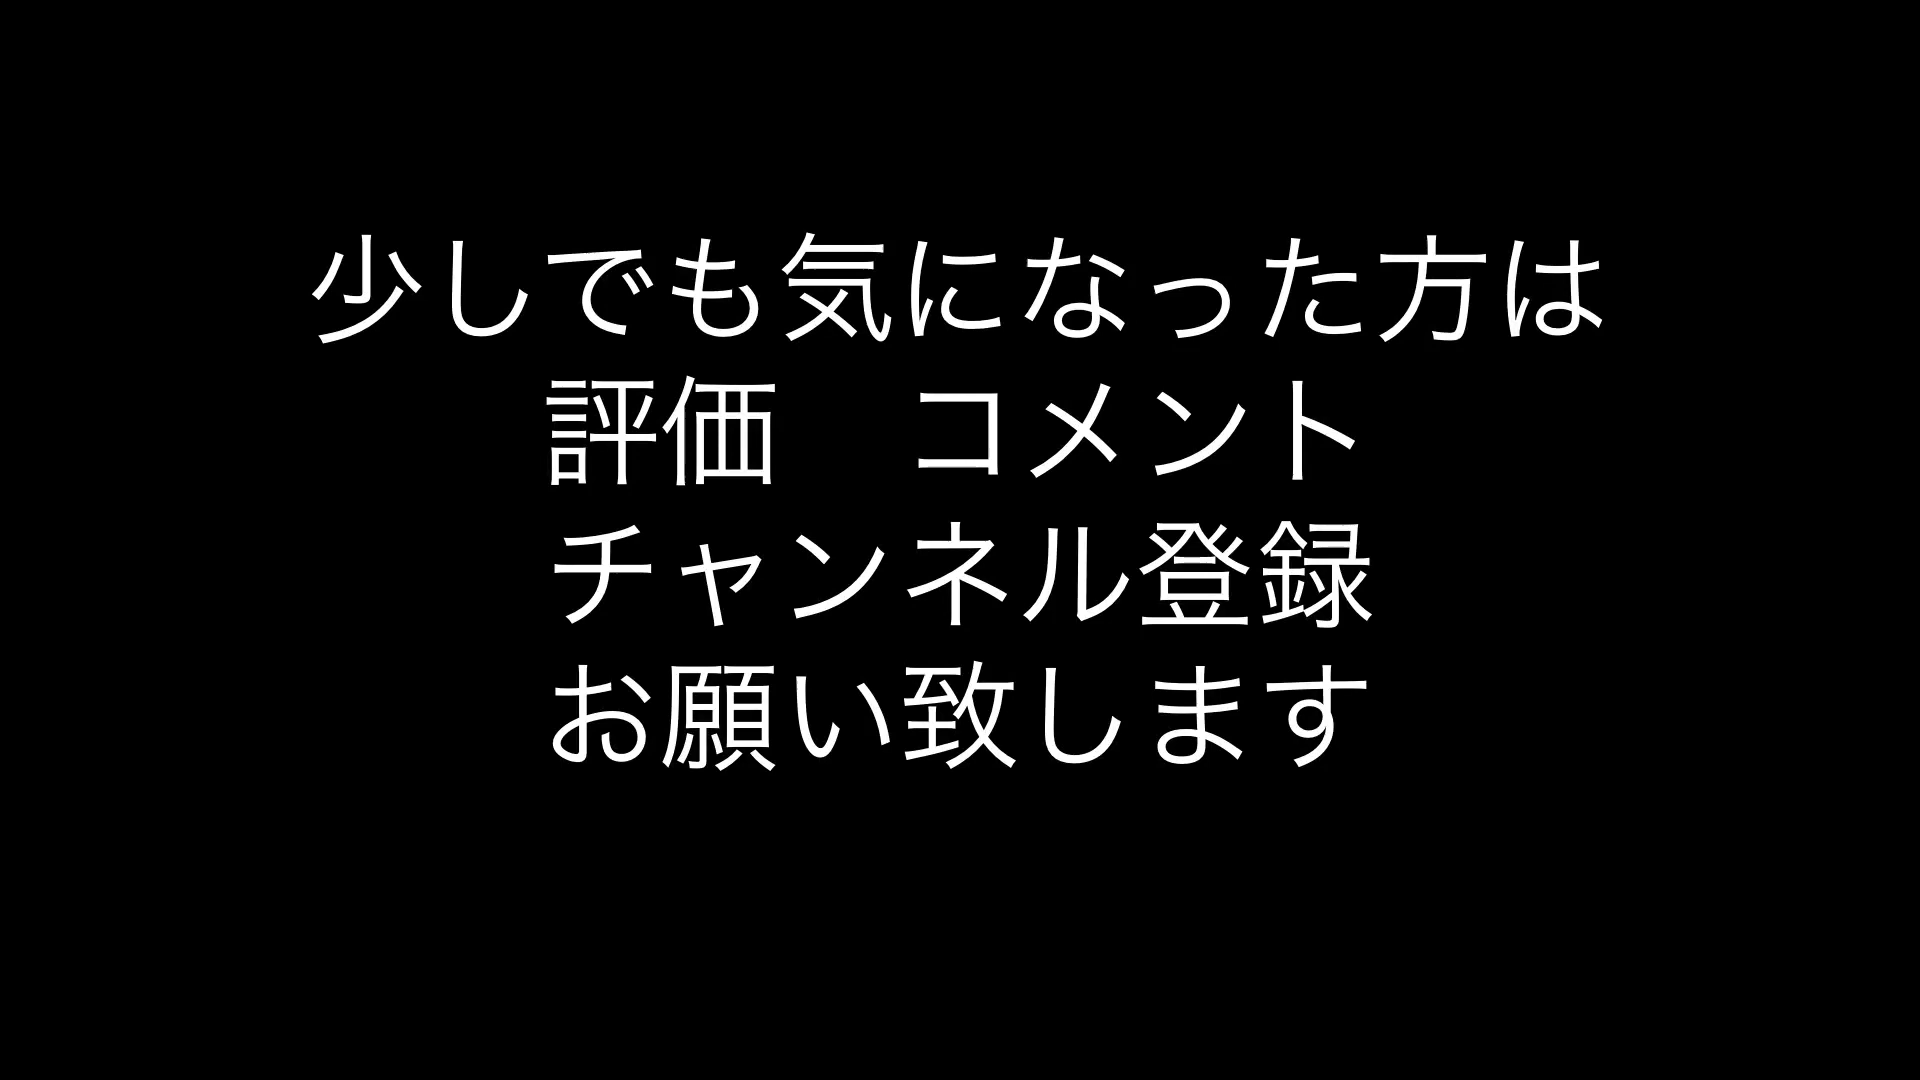 少しでも気になった方は
評価　コメント
チャンネル登録
お願い致します